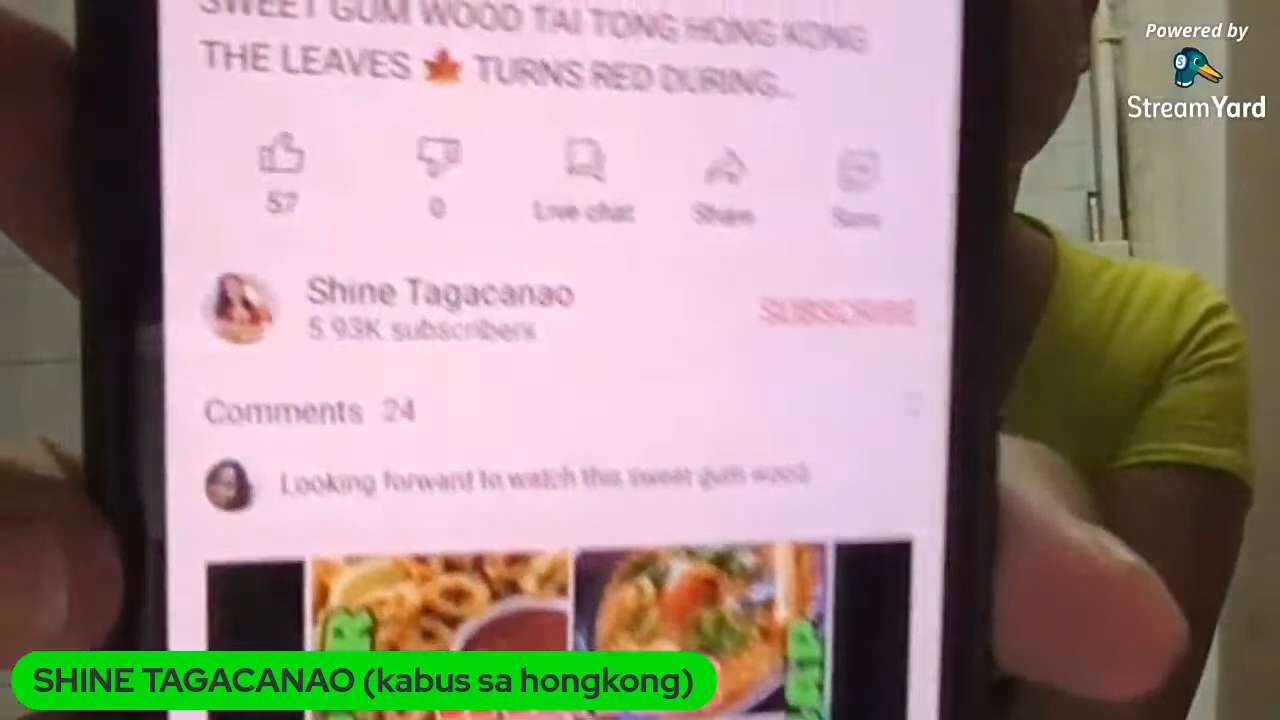 SWEET GUM WOOD TAI TONG HONG KONG
THE LEAVES 🍁 TURNS RED DURING...
57
0
Live chat
Share
Save
Shine Tagacanao
5.93K subscribers
SUBSCRIBE
Comments 24
Looking forward to watch this sweet gum wood
SHINE TAGACANAO (kabus sa hongkong)
Powered by
StreamYard